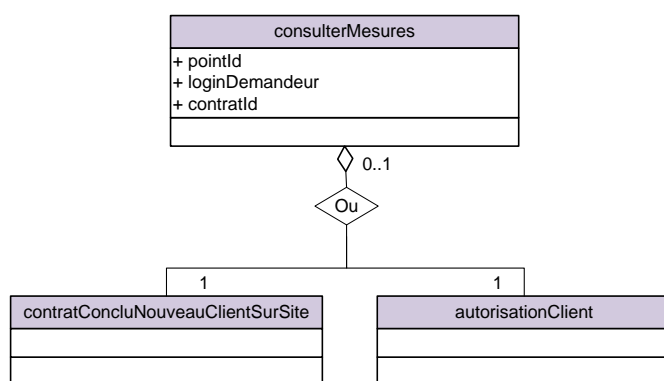 consulterMesures
+ pointId
+ loginDemandeur
+ contratId
0..1
Ou
1
1
contratConcluNouveauClientSurSite
autorisationClient